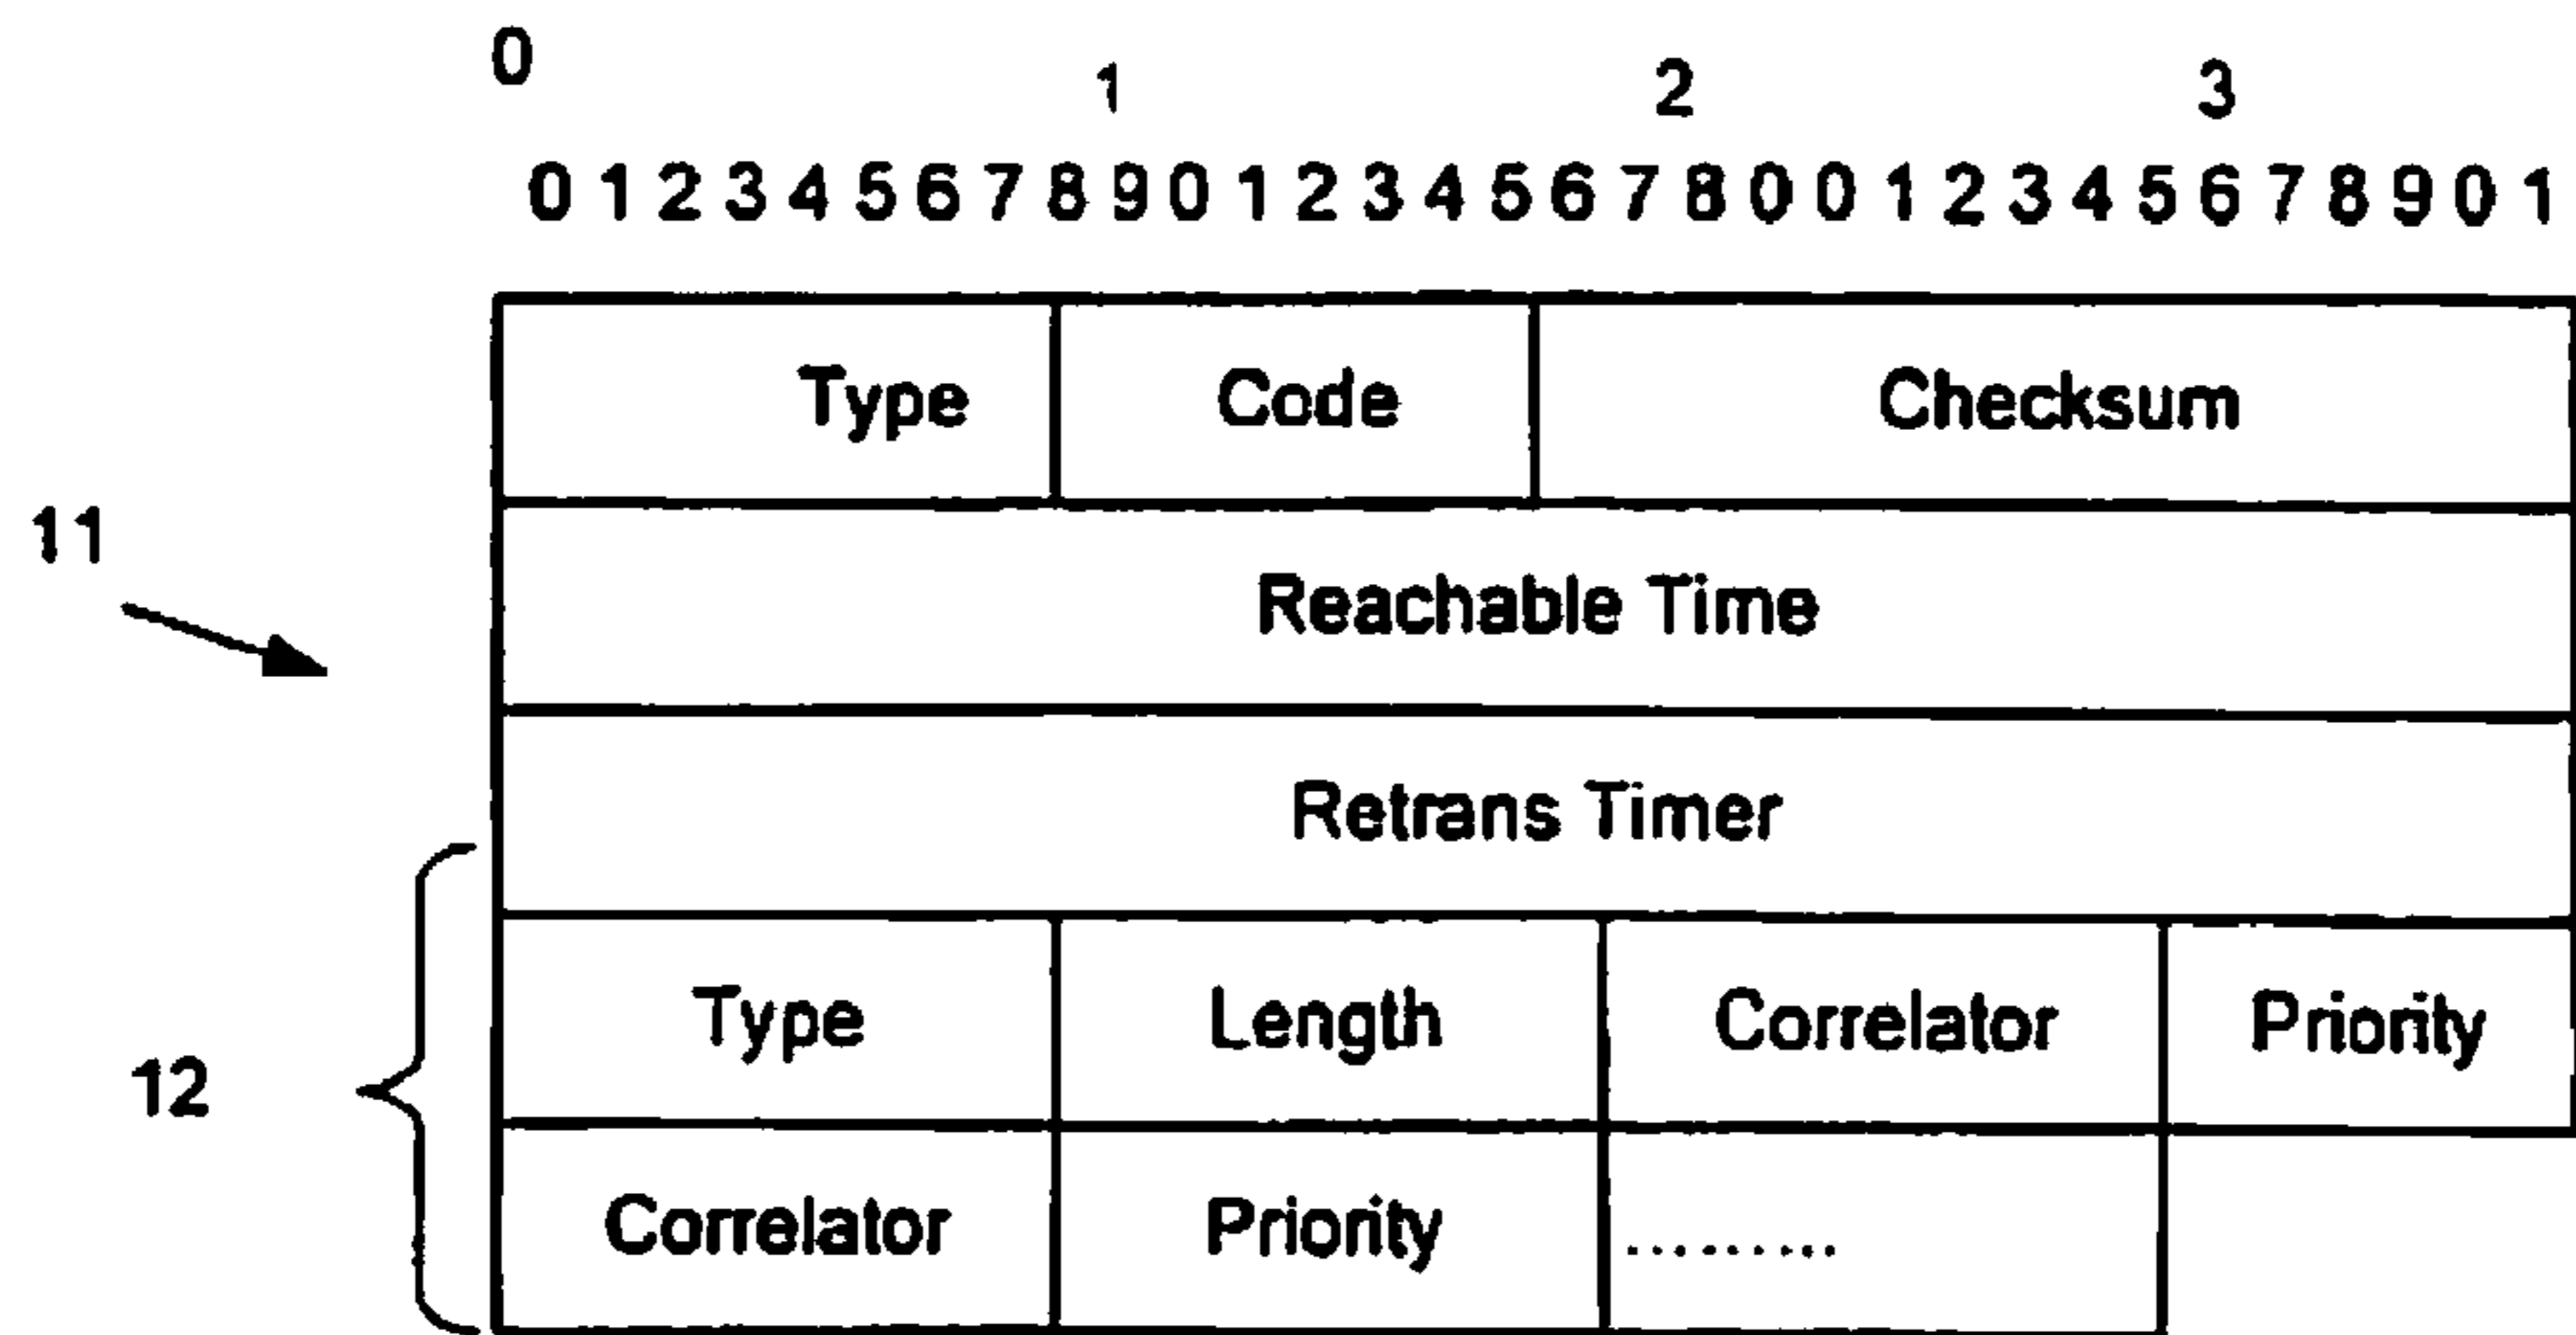 0 1 2 3
0 1 2 3 4 5 6 7 8 9 0 1 2 3 4 5 6 7 8 0 0 1 2 3 4 5 6 7 8 9 0 1
Type Code Checksum
11
Reachable Time
Retrans Timer
12
Type Length Correlator Priority
Correlator Priority .........